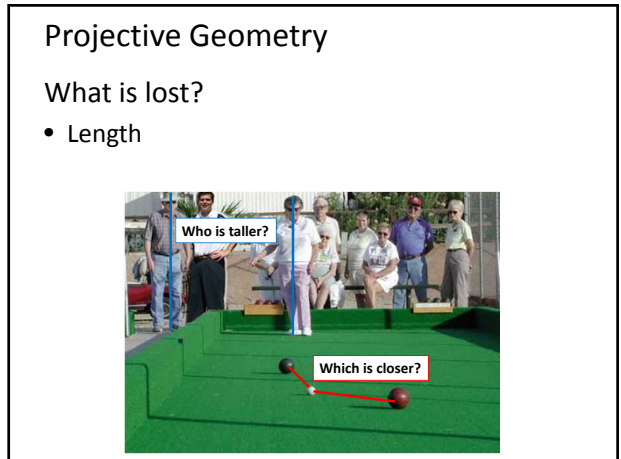 Projective Geometry
What is lost?
• Length
Who is taller?
Which is closer?